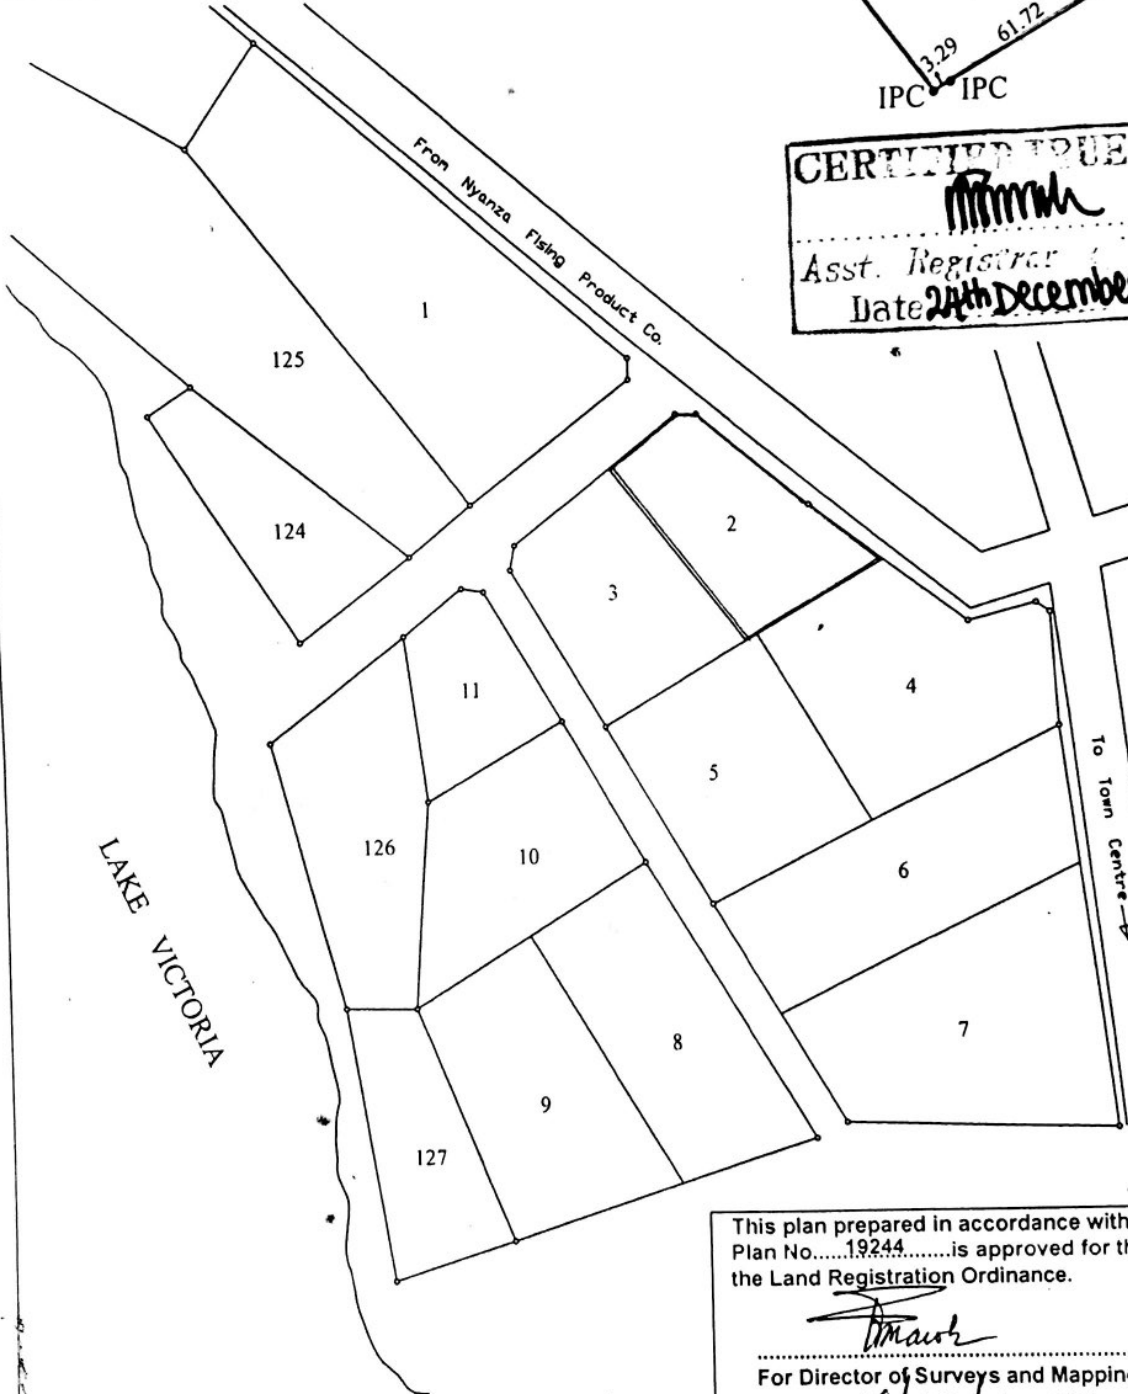 61.72
3.29
IPC IPC
CERTIFIED TRUE
Asst. Registrar
Date 24th December
From Nyanza Fising Product Co.
1
125
124
2
3
4
11
5
126
10
6
To Town Centre
LAKE VICTORIA
7
8
9
127
This plan prepared in accordance with
Plan No......19244........is approved for th
the Land Registration Ordinance.
For Director of Surveys and Mapping